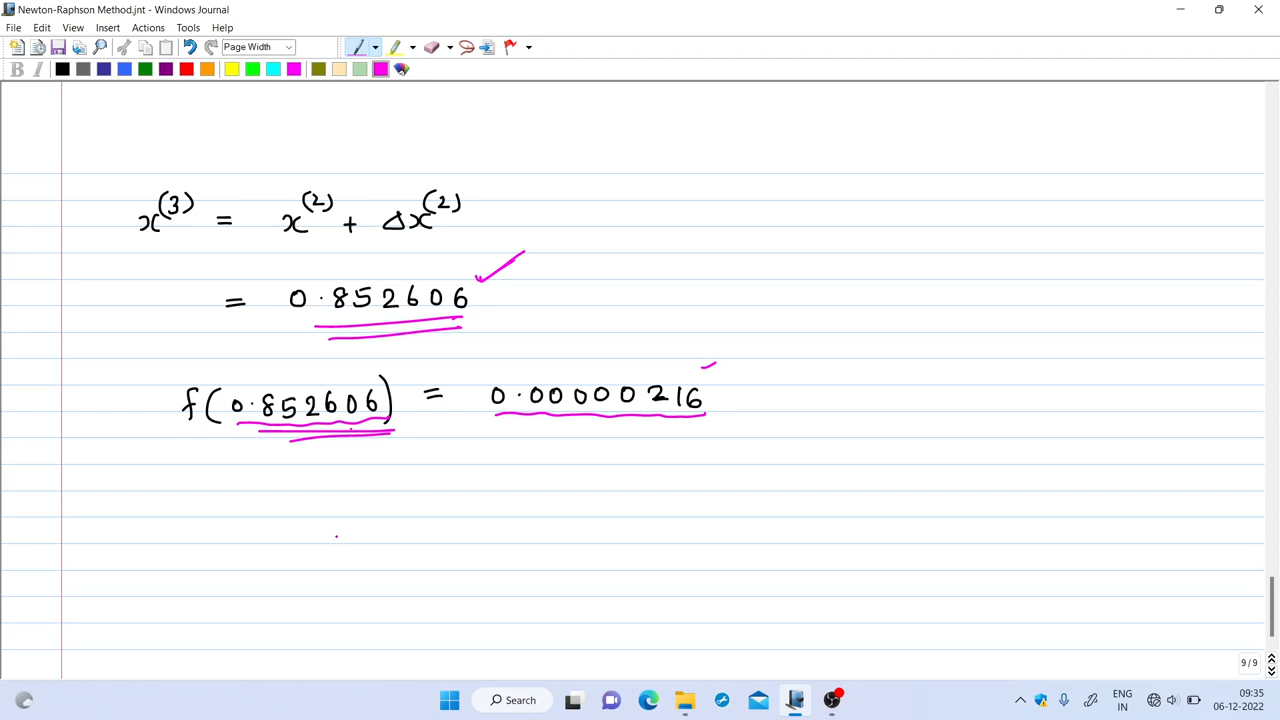 Newton-Raphson Method.jnt - Windows Journal
File Edit View Insert Actions Tools Help
Page Width
B I
x^(3) = x^(2) + Δx^(2)
= 0.852606
f(0.852606) = 0.00000216
9/9
Search
ENG
IN
09:35
06-12-2022